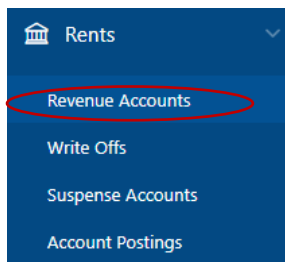 Rents
Revenue Accounts
Write Offs
Suspense Accounts
Account Postings